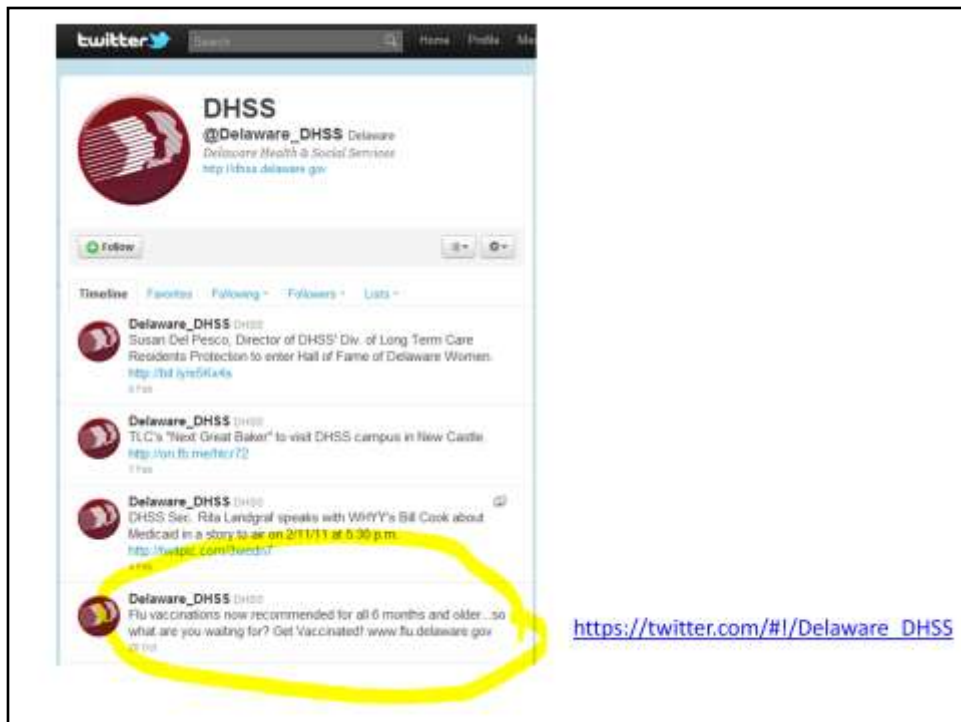 twitter
Search Home Profile
DHSS
@Delaware_DHSS Delaware
Delaware Health & Social Services
http://dhss.delaware.gov
Follow
Timeline Favorites Following Followers Lists
Delaware_DHSS DHSS
Susan Del Pesco, Director of DHSS' Div. of Long Term Care
Residents Protection to enter Hall of Fame of Delaware Women.
Delaware_DHSS DHSS
TLC's "Next Great Baker" to visit DHSS campus in New Castle.
Delaware_DHSS DHSS
DHSS Sec. Rita Landgraf speaks with WHYY's Bill Cook about
Medicaid in a story to air on 2/11/11 at 5:30 p.m.
Delaware_DHSS DHSS
Flu vaccinations now recommended for all 6 months and older...so
what are you waiting for? Get Vaccinated! www.flu.delaware.gov
https://twitter.com/#!/Delaware_DHSS